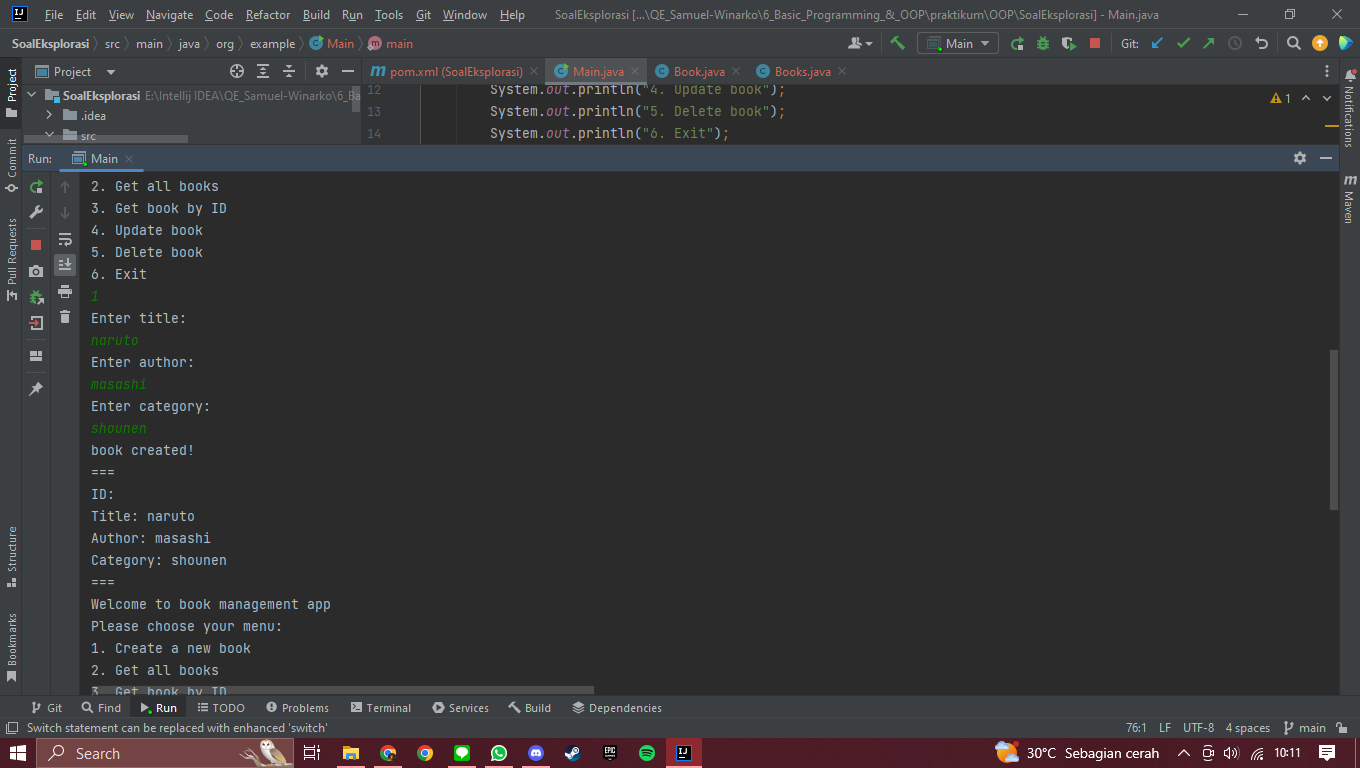 File Edit View Navigate Code Refactor Build Run Tools Git Window Help SoalEksplorasi [...\QE_Samuel-Winarko\6_Basic_Programming_&_OOP\praktikum\OOP\SoalEksplorasi] - Main.java
SoalEksplorasi src main java org example Main main Main Git:
Project pom.xml (SoalEksplorasi) Main.java Book.java Books.java
SoalEksplorasi E:\Intellij IDEA\QE_Samuel-Winarko\6_Ba
.idea
src
12 System.out.println("4. Update book");
13 System.out.println("5. Delete book");
14 System.out.println("6. Exit");
1
Run: Main
2. Get all books
3. Get book by ID
4. Update book
5. Delete book
6. Exit
1
Enter title:
naruto
Enter author:
masashi
Enter category:
shounen
book created!
===
ID:
Title: naruto
Author: masashi
Category: shounen
===
Welcome to book management app
Please choose your menu:
1. Create a new book
2. Get all books
3. Get book by ID
Project
Commit
Pull Requests
Structure
Bookmarks
Notifications
Maven
Git Find Run TODO Problems Terminal Services Build Dependencies
Switch statement can be replaced with enhanced 'switch' 76:1 LF UTF-8 4 spaces main
Search 30°C Sebagian cerah 10:11
EPIC